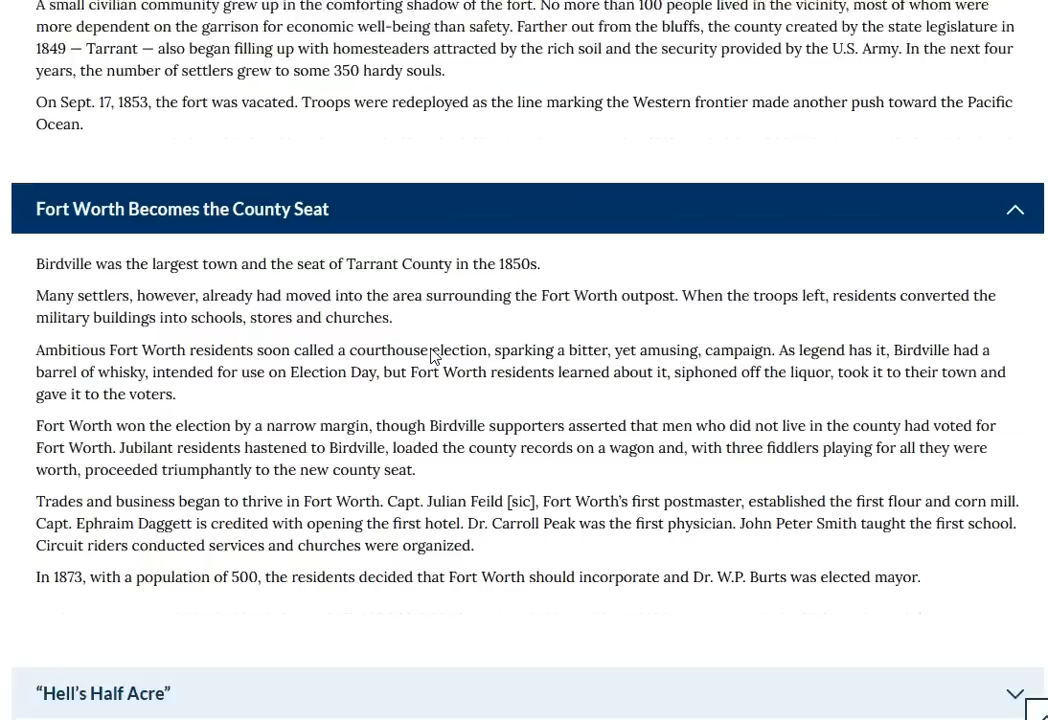 A small civilian community grew up in the comforting shadow of the fort. No more than 100 people lived in the vicinity, most of whom were
more dependent on the garrison for economic well-being than safety. Farther out from the bluffs, the county created by the state legislature in
1849 — Tarrant — also began filling up with homesteaders attracted by the rich soil and the security provided by the U.S. Army. In the next four
years, the number of settlers grew to some 350 hardy souls.
On Sept. 17, 1853, the fort was vacated. Troops were redeployed as the line marking the Western frontier made another push toward the Pacific
Ocean.
Fort Worth Becomes the County Seat
Birdville was the largest town and the seat of Tarrant County in the 1850s.
Many settlers, however, already had moved into the area surrounding the Fort Worth outpost. When the troops left, residents converted the
military buildings into schools, stores and churches.
Ambitious Fort Worth residents soon called a courthouse election, sparking a bitter, yet amusing, campaign. As legend has it, Birdville had a
barrel of whisky, intended for use on Election Day, but Fort Worth residents learned about it, siphoned off the liquor, took it to their town and
gave it to the voters.
Fort Worth won the election by a narrow margin, though Birdville supporters asserted that men who did not live in the county had voted for
Fort Worth. Jubilant residents hastened to Birdville, loaded the county records on a wagon and, with three fiddlers playing for all they were
worth, proceeded triumphantly to the new county seat.
Trades and business began to thrive in Fort Worth. Capt. Julian Feild [sic], Fort Worth’s first postmaster, established the first flour and corn mill.
Capt. Ephraim Daggett is credited with opening the first hotel. Dr. Carroll Peak was the first physician. John Peter Smith taught the first school.
Circuit riders conducted services and churches were organized.
In 1873, with a population of 500, the residents decided that Fort Worth should incorporate and Dr. W.P. Burts was elected mayor.
“Hell’s Half Acre”